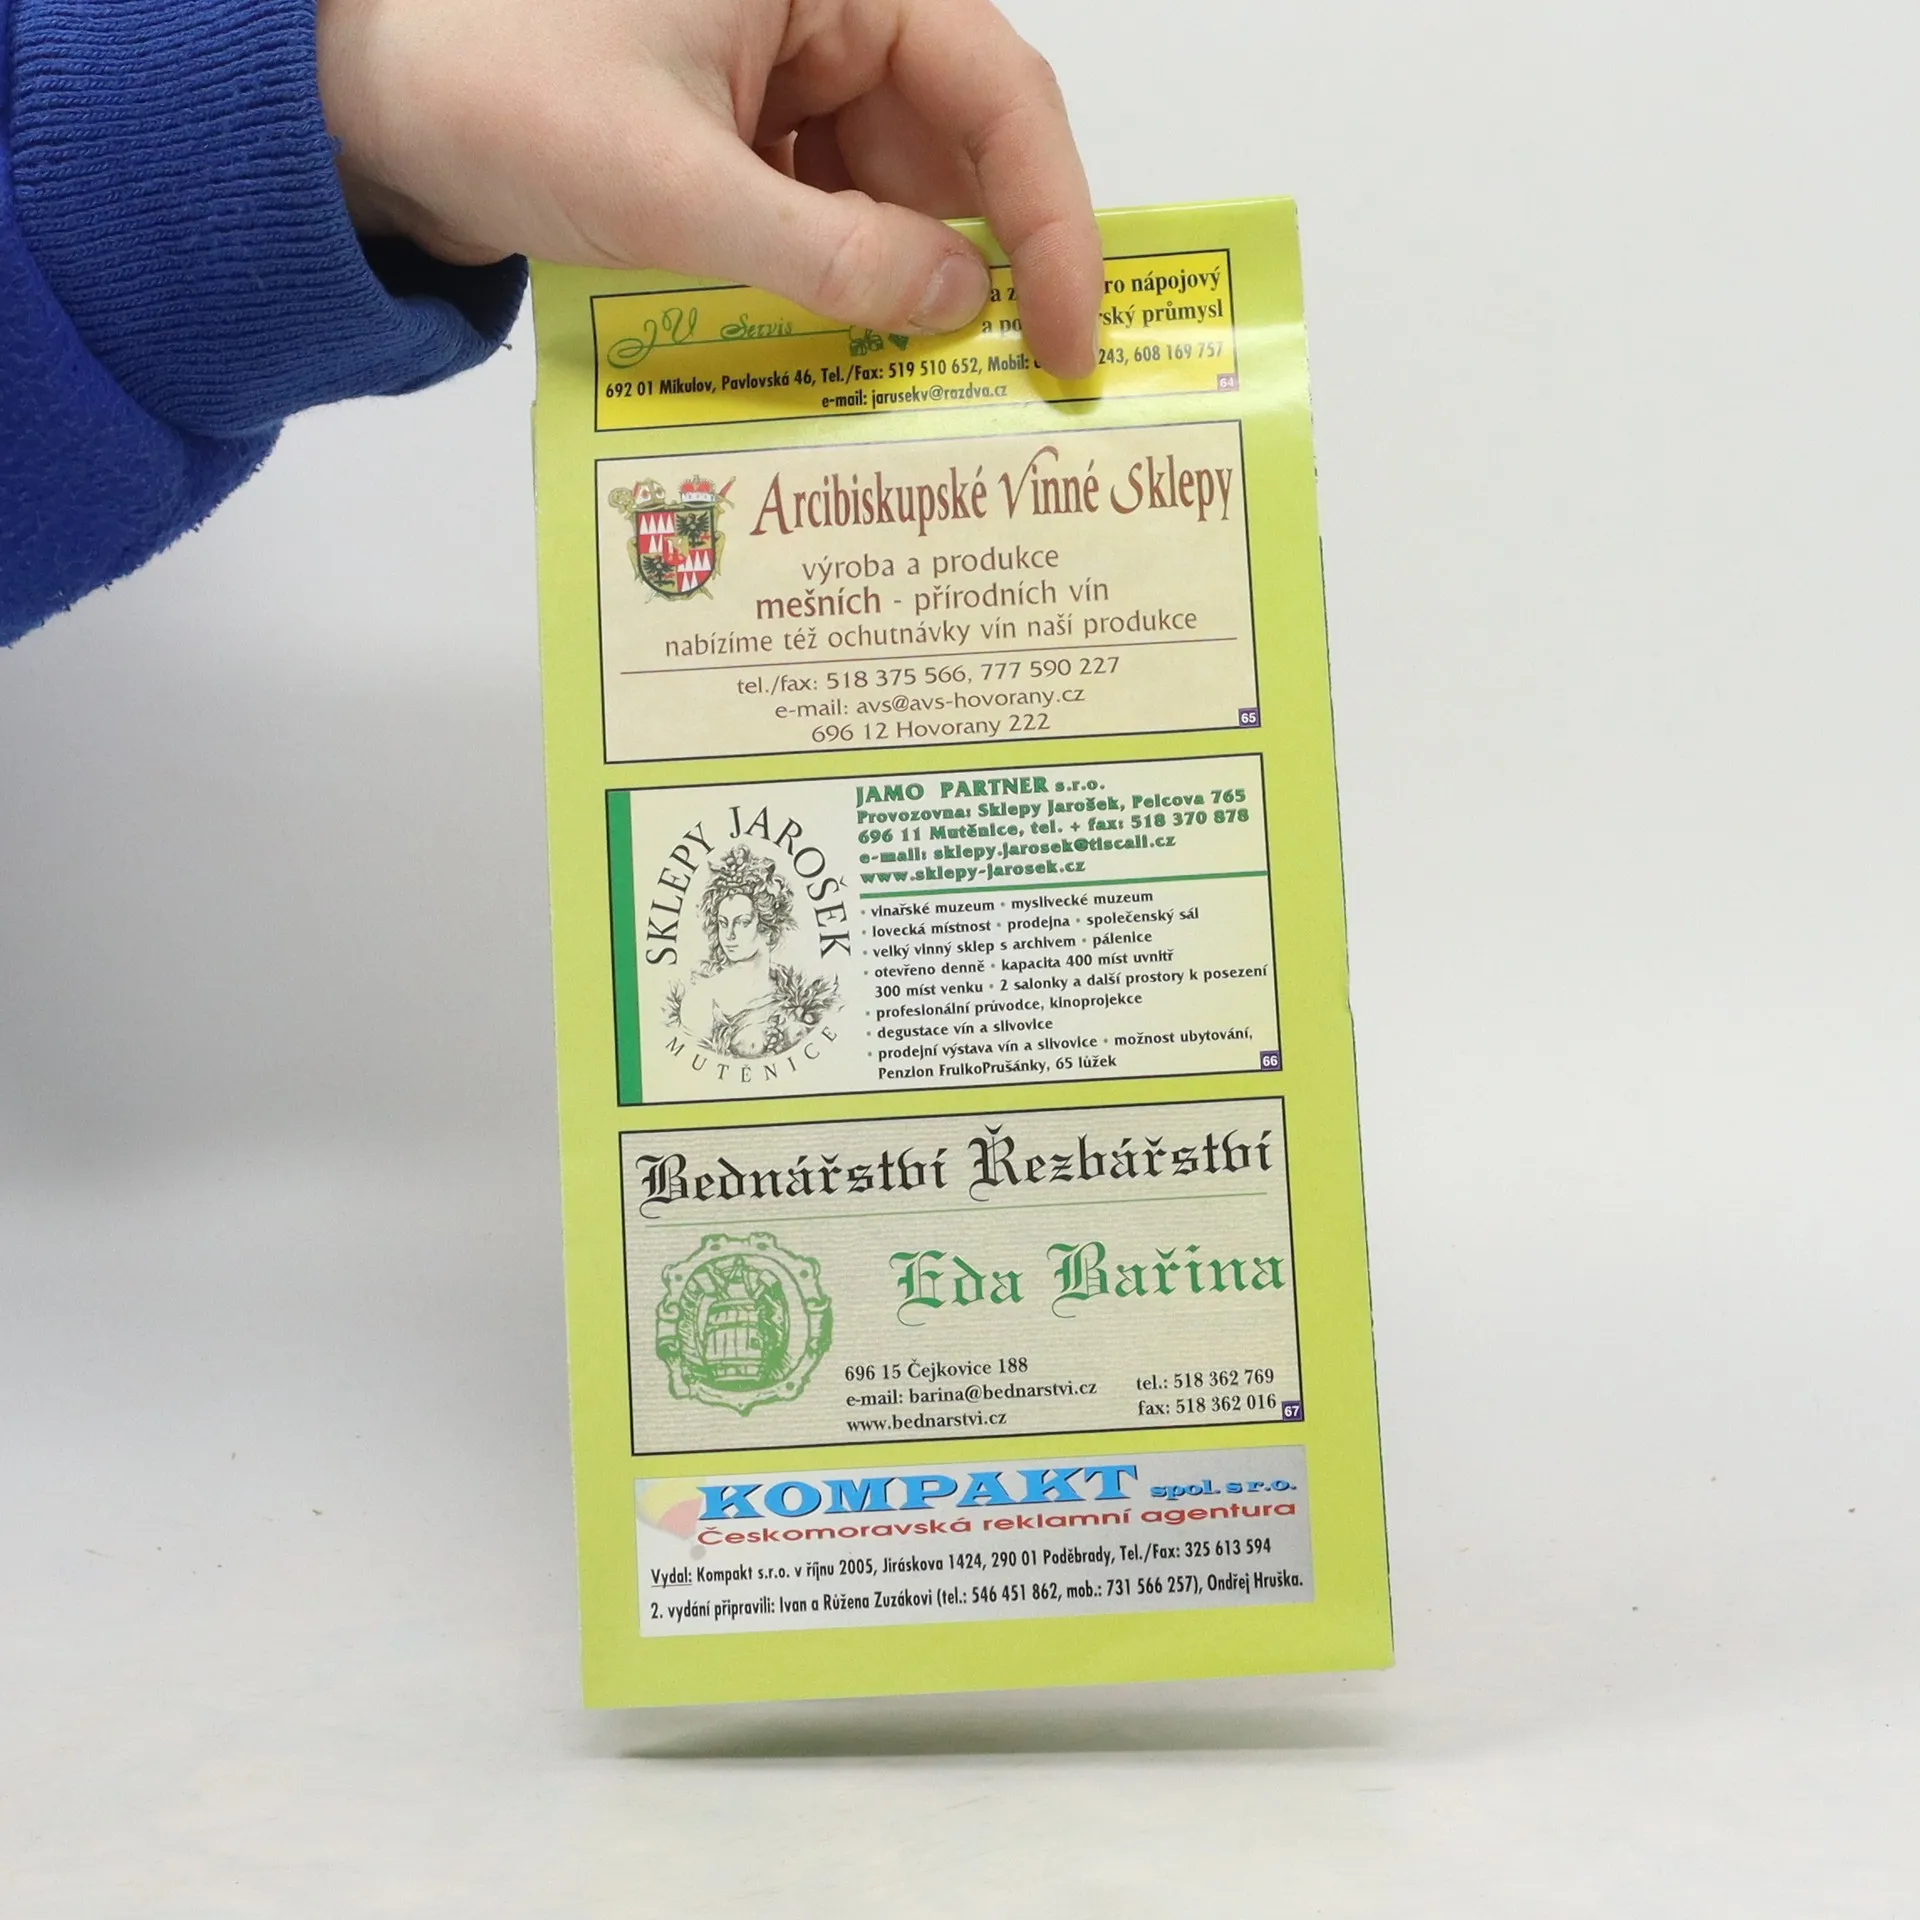 JV Servis
ro nápojový
a po rský průmysl
692 01 Mikulov, Pavlovská 46, Tel./Fax: 519 510 652, Mobil: 243, 608 169 757
e-mail: jarusekv@razdva.cz
64
Arcibiskupské Vinné Sklepy
výroba a produkce
mešních - přírodních vín
nabízíme též ochutnávky vín naší produkce
tel./fax: 518 375 566, 777 590 227
e-mail: avs@avs-hovorany.cz
696 12 Hovorany 222
65
SKLEPY JAROŠEK
MUTĚNICE
JAMO PARTNER s.r.o.
Provozovna: Sklepy Jarošek, Pelcova 765
696 11 Mutěnice, tel. + fax: 518 370 878
e-mail: sklepy.jarosek@tiscali.cz
www.sklepy-jarosek.cz
• vinařské muzeum • myslivecké muzeum
• lovecká místnost • prodejna • společenský sál
• velký vinný sklep s archivem • pálenice
• otevřeno denně • kapacita 400 míst uvnitř
300 míst venku • 2 salonky a další prostory k posezení
• profesionální průvodce, kinoprojekce
• degustace vín a slivovice
• prodejní výstava vín a slivovice • možnost ubytování,
Penzion FruikoPrušánky, 65 lůžek
66
Bednářství Řezbářství
Eda Bařina
696 15 Čejkovice 188
e-mail: barina@bednarstvi.cz
www.bednarstvi.cz
tel.: 518 362 769
fax: 518 362 016
67
KOMPAKT spol. s r.o.
Českomoravská reklamní agentura
Vydal: Kompakt s.r.o. v říjnu 2005, Jiráskova 1424, 290 01 Poděbrady, Tel./Fax: 325 613 594
2. vydání připravili: Ivan a Růžena Zuzákovi (tel.: 546 451 862, mob.: 731 566 257), Ondřej Hruška.